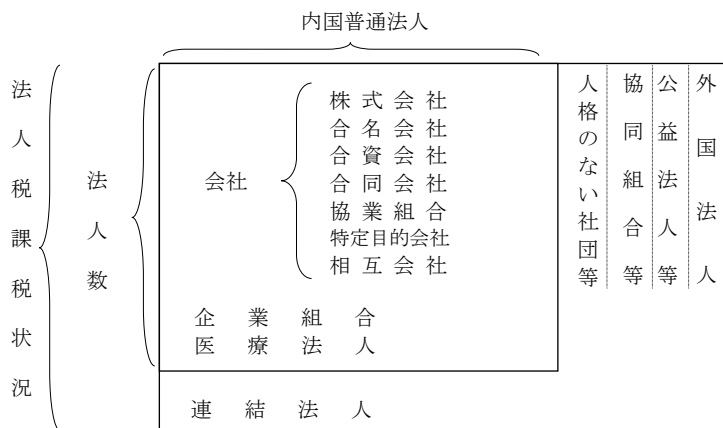 内国普通法人
法人税課税状況
法人数
会社
株式会社
合名会社
合資会社
合同会社
協業組合
特定目的会社
相互会社
企業組合
医療法人
連結法人
人格のない社団等
協同組合等
公益法人等
外国法人